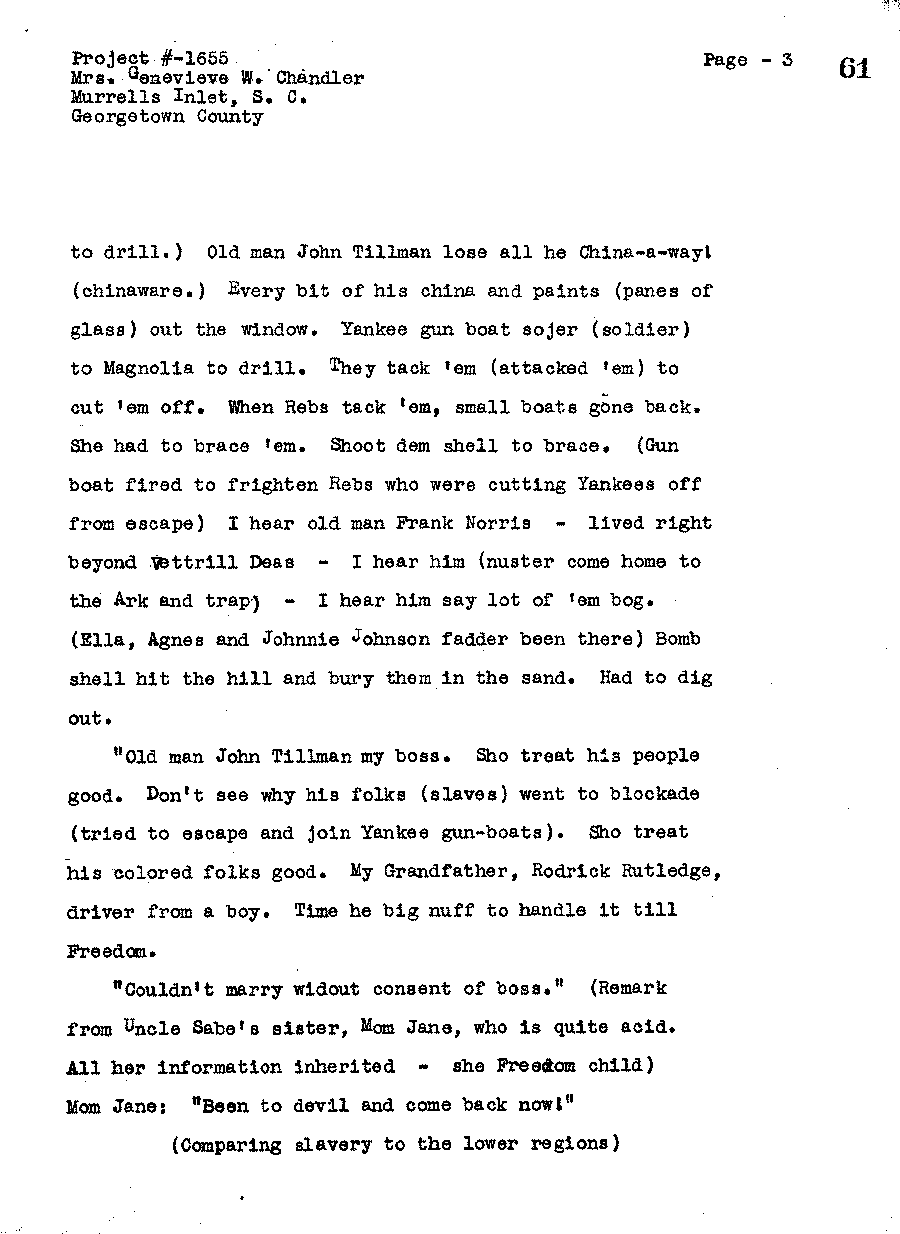 Project #-1655
Page - 3
61
Mrs. Genevieve W. Chandler
Murrells Inlet, S. C.
Georgetown County
to drill.) Old man John Tillman lose all he China-a-way!
(chinaware.) Every bit of his china and paints (panes of
glass) out the window. Yankee gun boat sojer (soldier)
to Magnolia to drill. They tack 'em (attacked 'em) to
cut 'em off. When Rebs tack 'em, small boats gone back.
She had to brace 'em. Shoot dem shell to brace. (Gun
boat fired to frighten Rebs who were cutting Yankees off
from escape) I hear old man Frank Norris - lived right
beyond Vettrill Deas - I hear him (nuster come home to
the Ark and trap) - I hear him say lot of 'em bog.
(Ella, Agnes and Johnnie Johnson fadder been there) Bomb
shell hit the hill and bury them in the sand. Had to dig
out.
"Old man John Tillman my boss. Sho treat his people
good. Don't see why his folks (slaves) went to blockade
(tried to escape and join Yankee gun-boats). Sho treat
his colored folks good. My Grandfather, Rodrick Rutledge,
driver from a boy. Time he big nuff to handle it till
Freedom.
"Couldn't marry widout consent of boss." (Remark
from Uncle Sabe's sister, Mom Jane, who is quite acid.
All her information inherited - she Freedom child)
Mom Jane: "Been to devil and come back now!"
(Comparing slavery to the lower regions)